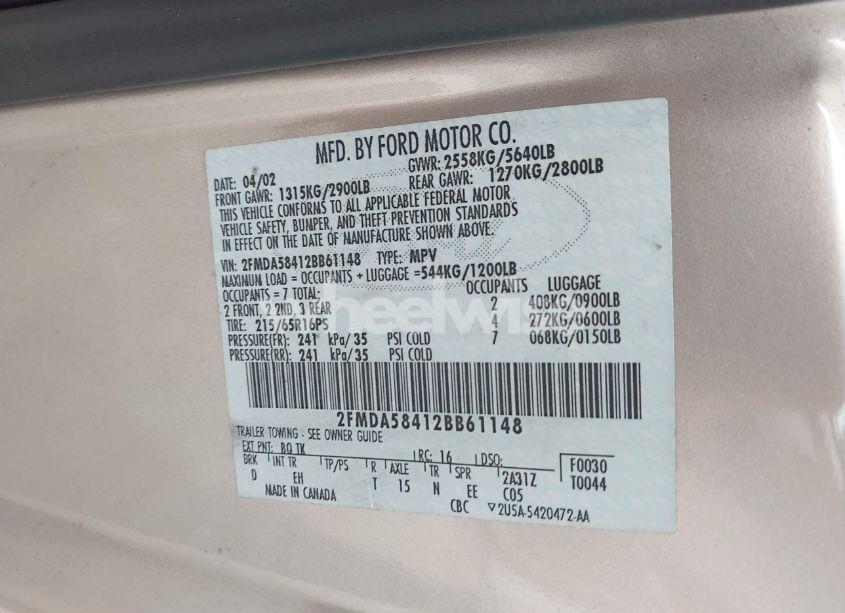 MFD. BY FORD MOTOR CO.
DATE: 04/02 GVWR: 2558KG/5640LB
FRONT GAWR: 1315KG/2900LB REAR GAWR: 1270KG/2800LB
THIS VEHICLE CONFORMS TO ALL APPLICABLE FEDERAL MOTOR
VEHICLE SAFETY, BUMPER, AND THEFT PREVENTION STANDARDS
IN EFFECT ON THE DATE OF MANUFACTURE SHOWN ABOVE.
VIN: 2FMDA58412BB61148 TYPE: MPV
MAXIMUM LOAD = OCCUPANTS + LUGGAGE =544KG/1200LB
OCCUPANTS = 7 TOTAL: OCCUPANTS LUGGAGE
2 FRONT, 2 2ND, 3 REAR 2 408KG/0900LB
TIRE: 215/65R16PS 4 272KG/0600LB
PRESSURE(FR): 241 kPa/35 PSI COLD 7 068KG/0150LB
PRESSURE(RR): 241 kPa/35 PSI COLD
heelwis
2FMDA58412BB61148
TRAILER TOWING - SEE OWNER GUIDE
EXT PNT: BQ TK RC: 16 DSO: F0030
BRK INT TR TP/PS R AXLE TR SPR 2A31Z T0044
D EH T 15 N EE C05
MADE IN CANADA CBC 2U5A-5420472-AA